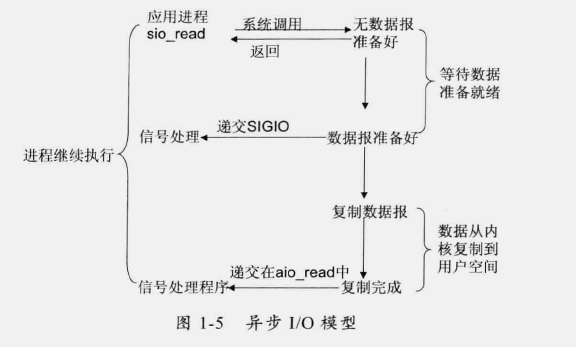 应用进程
sio_read
系统调用
返回
无数据报
准备好
等待数据
准备就绪
信号处理
递交SIGIO
数据报准备好
进程继续执行
复制数据报
数据从内
核复制到
用户空间
信号处理程序
递交在aio_read中
复制完成
图 1-5 异步 I/O 模型